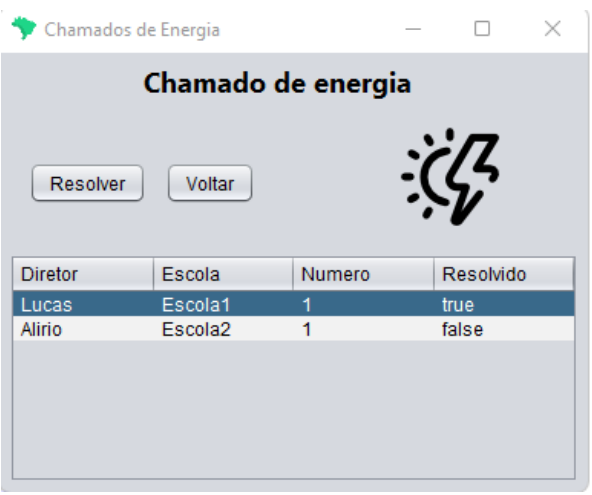 Chamados de Energia
Chamado de energia
Resolver Voltar
Diretor Escola Numero Resolvido
Lucas Escola1 1 true
Alirio Escola2 1 false